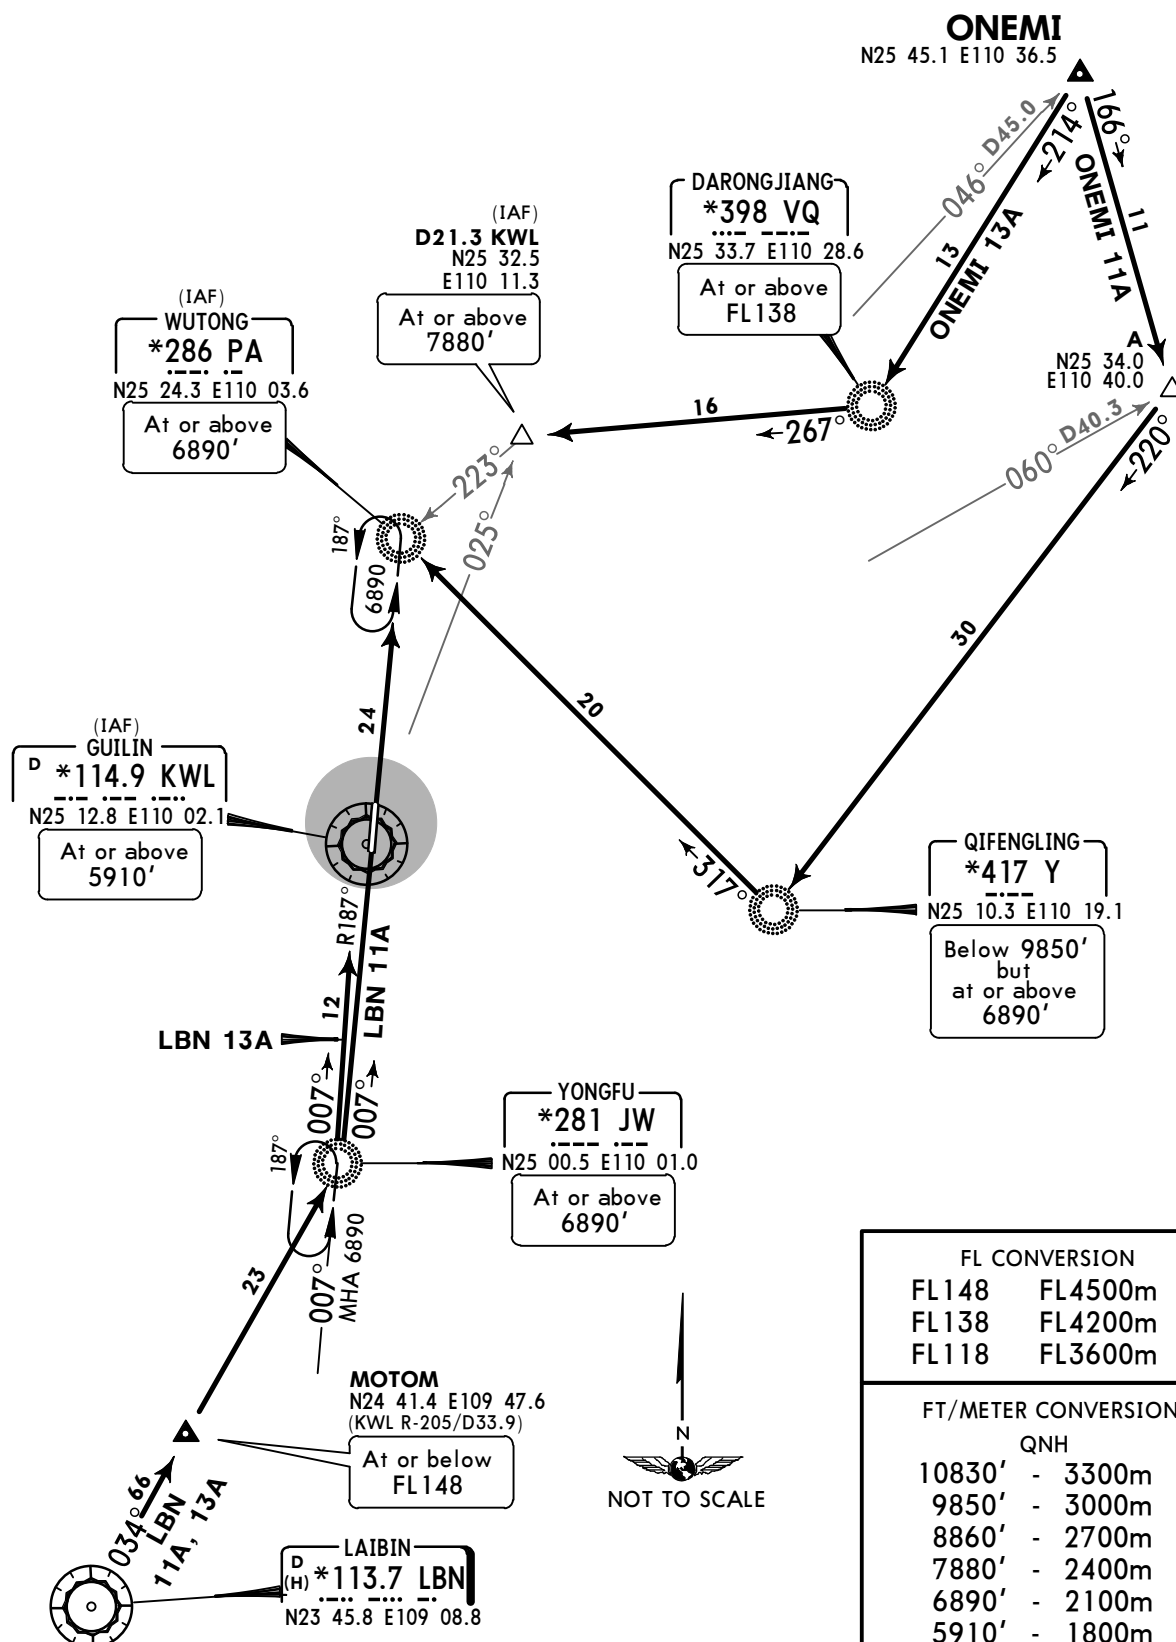 ONEMI
N25 45.1 E110 36.5
166°
D45.0
046°
214°
ONEMI 11A
11
13
ONEMI 13A
DARONGJIANG
*398 VQ
N25 33.7 E110 28.6
At or above
FL138
(IAF)
D21.3 KWL
N25 32.5
E110 11.3
At or above
7880'
(IAF)
WUTONG
*286 PA
N25 24.3 E110 03.6
At or above
6890'
A
N25 34.0
E110 40.0
16
267°
D40.3
060°
220°
223°
025°
187°
6890
30
20
24
(IAF)
GUILIN
D *114.9 KWL
N25 12.8 E110 02.1
At or above
5910'
317°
QIFENGLING
*417 Y
N25 10.3 E110 19.1
Below 9850'
but
at or above
6890'
R187°
LBN 11A
12
LBN 13A
007°
007°
YONGFU
*281 JW
N25 00.5 E110 01.0
At or above
6890'
187°
23
007°
MHA 6890
MOTOM
N24 41.4 E109 47.6
(KWL R-205/D33.9)
At or below
FL148
N
NOT TO SCALE
66
034°
LBN
11A, 13A
LAIBIN
D
(H) *113.7 LBN
N23 45.8 E109 08.8
FL CONVERSION
FL148 FL4500m
FL138 FL4200m
FL118 FL3600m
FT/METER CONVERSION
QNH
10830' - 3300m
9850' - 3000m
8860' - 2700m
7880' - 2400m
6890' - 2100m
5910' - 1800m